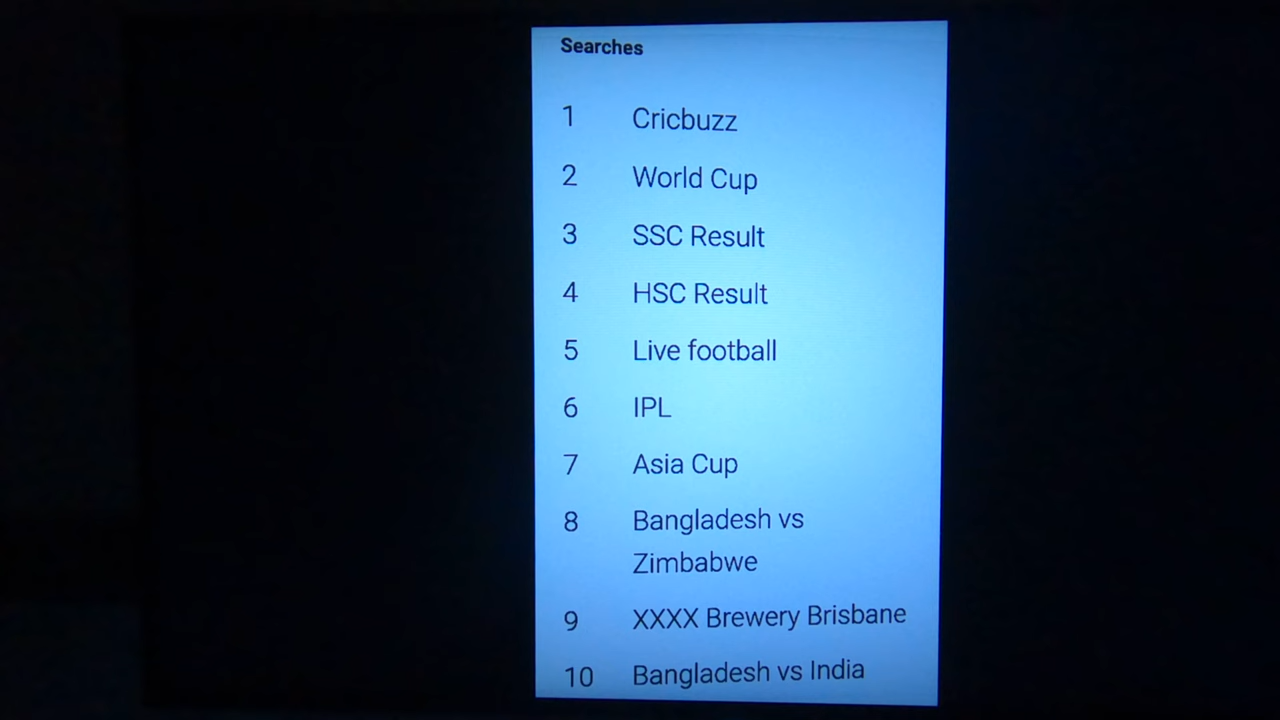 Searches
1 Cricbuzz
2 World Cup
3 SSC Result
4 HSC Result
5 Live football
6 IPL
7 Asia Cup
8 Bangladesh vs
Zimbabwe
9 XXXX Brewery Brisbane
10 Bangladesh vs India